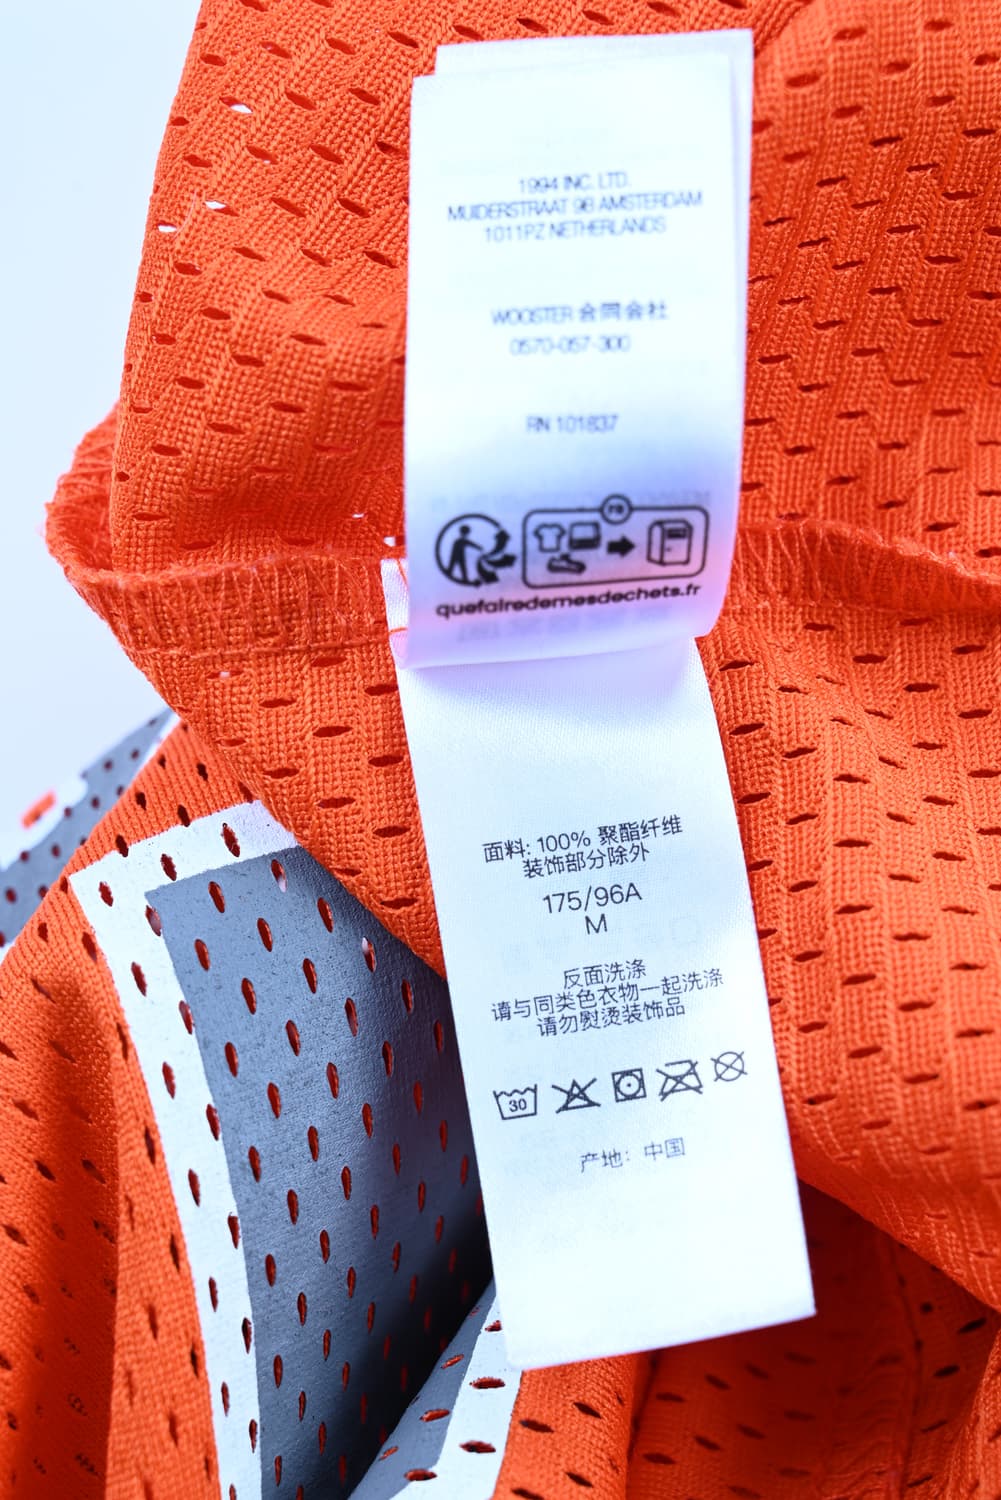 1994 INC. LTD.
MUIDERSTRAAT 9B AMSTERDAM
1011PZ NETHERLANDS
WOOSTER 合同会社
0570-057-300
RN 101837
FR
quefairedemesdechets.fr
面料: 100% 聚酯纤维
装饰部分除外
175/96A
M
反面洗涤
请与同类色衣物一起洗涤
请勿熨烫装饰品
30
产地: 中国